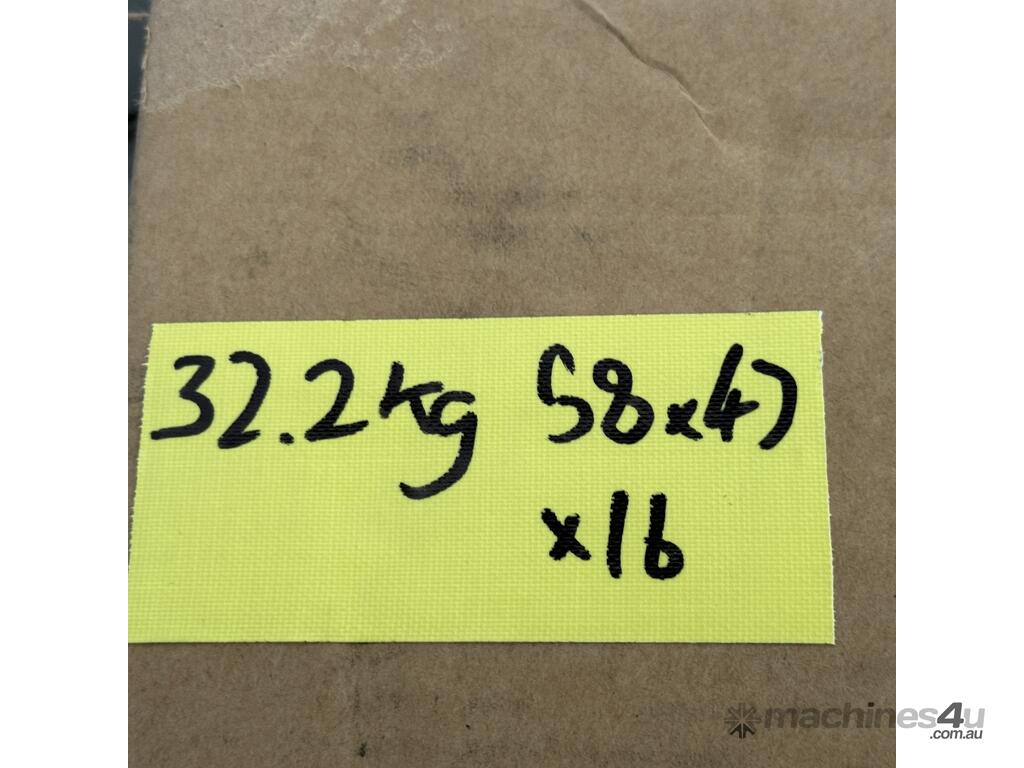 32.2kg 58x47
x16
machines4u
.com.au